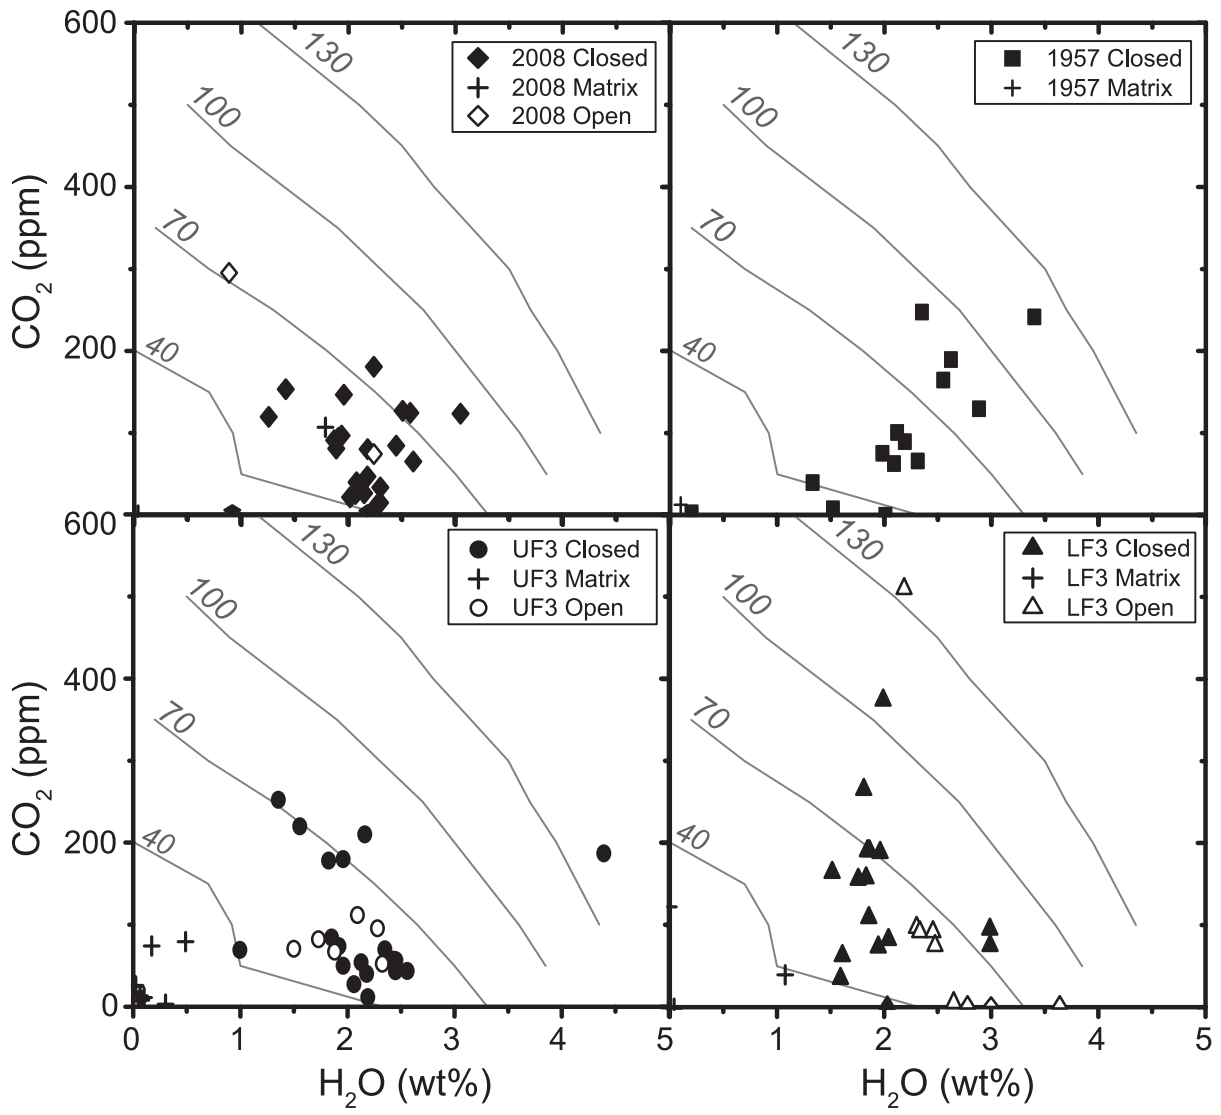 600
130
2008 Closed
2008 Matrix
2008 Open
100
400
70
CO2 (ppm)
200
40
0
130
1957 Closed
1957 Matrix
100
70
40
600
130
UF3 Closed
UF3 Matrix
UF3 Open
100
400
70
CO2 (ppm)
200
40
0
0 1 2 3 4 5
H2O (wt%)
130
LF3 Closed
LF3 Matrix
LF3 Open
100
70
40
1 2 3 4 5
H2O (wt%)